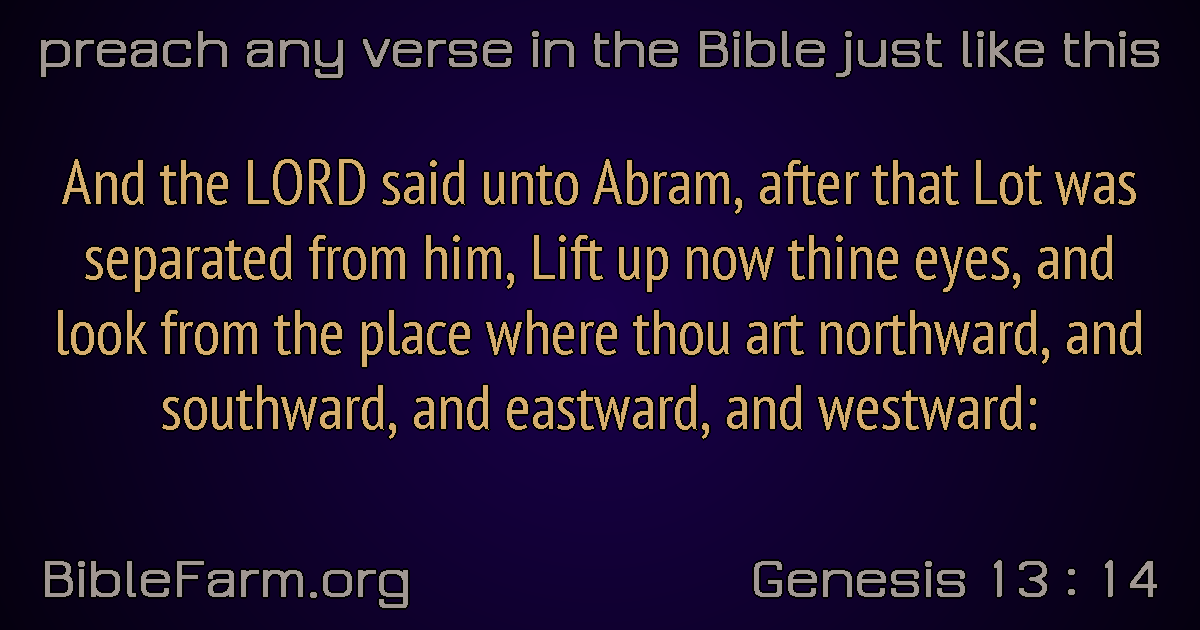 preach any verse in the Bible just like this
And the LORD said unto Abram, after that Lot was
separated from him, Lift up now thine eyes, and
look from the place where thou art northward, and
southward, and eastward, and westward:
BibleFarm.org
Genesis 13 : 14